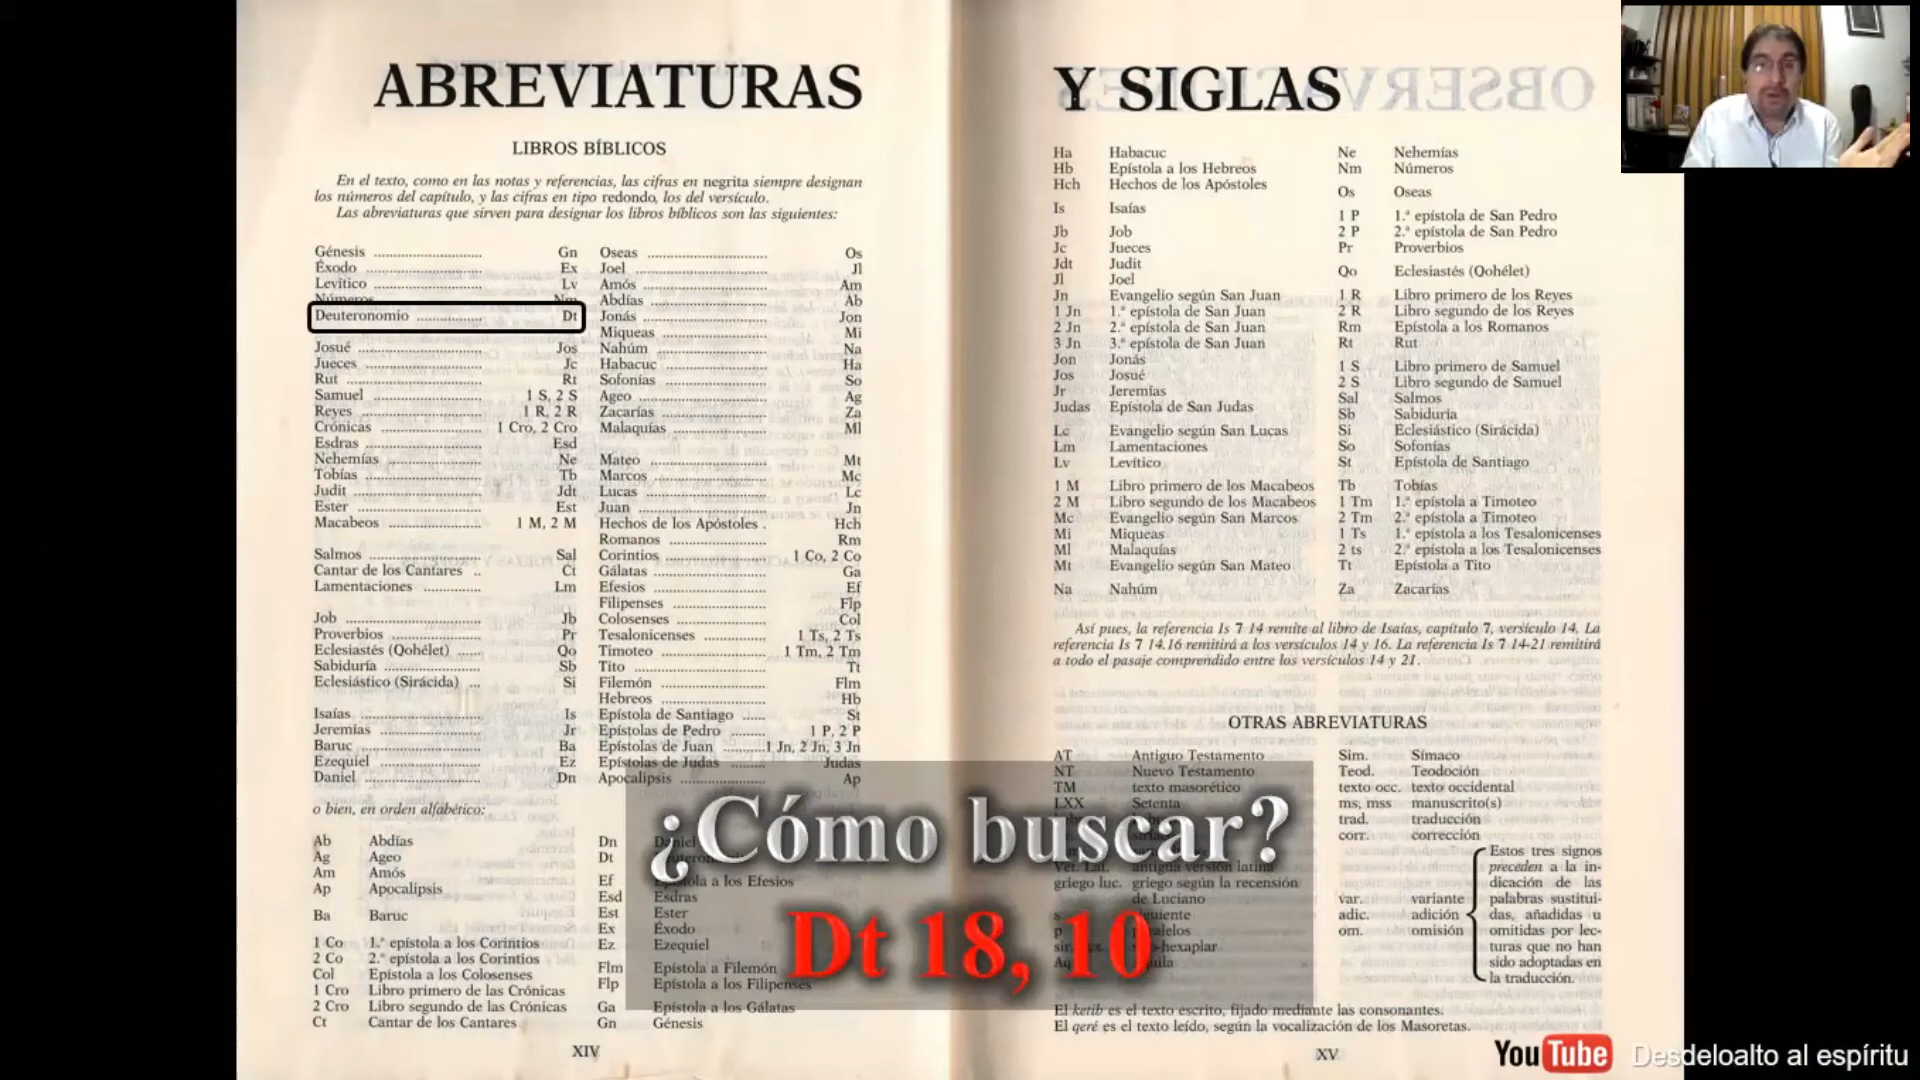 ABREVIATURAS
LIBROS BÍBLICOS
En el texto, como en las notas y referencias, las cifras en negrita siempre designan
los números del capítulo, y las cifras en tipo redondo, los del versículo.
Las abreviaturas que sirven para designar los libros bíblicos son las siguientes:
Génesis Gn
Éxodo Ex
Levítico Lv
Números Nm
Deuteronomio Dt
Josué Jos
Jueces Jc
Rut Rt
Samuel 1 S, 2 S
Reyes 1 R, 2 R
Crónicas 1 Cro, 2 Cro
Esdras Esd
Nehemías Ne
Tobías Tb
Judit Jdt
Ester Est
Macabeos 1 M, 2 M
Salmos Sal
Cantar de los Cantares Ct
Lamentaciones Lm
Job Jb
Proverbios Pr
Eclesiastés (Qohélet) Qo
Sabiduría Sb
Eclesiástico (Sirácida) Si
Isaías Is
Jeremías Jr
Baruc Ba
Ezequiel Ez
Daniel Dn
Oseas Os
Joel Jl
Amós Am
Abdías Ab
Jonás Jon
Miqueas Mi
Nahúm Na
Habacuc Ha
Sofonías So
Ageo Ag
Zacarías Za
Malaquías Ml
Mateo Mt
Marcos Mc
Lucas Lc
Juan Jn
Hechos de los Apóstoles Hch
Romanos Rm
Corintios 1 Co, 2 Co
Gálatas Ga
Efesios Ef
Filipenses Flp
Colosenses Col
Tesalonicenses 1 Ts, 2 Ts
Timoteo 1 Tm, 2 Tm
Tito Tt
Filemón Flm
Hebreos Hb
Epístola de Santiago St
Epístolas de Pedro 1 P, 2 P
Epístolas de Juan 1 Jn, 2 Jn, 3 Jn
Epístolas de Judas Judas
Apocalipsis Ap
o bien, en orden alfabético:
Ab Abdías
Ag Ageo
Am Amós
Ap Apocalipsis
Ba Baruc
1 Co 1.ª epístola a los Corintios
2 Co 2.ª epístola a los Corintios
Col Epístola a los Colosenses
1 Cro Libro primero de las Crónicas
2 Cro Libro segundo de las Crónicas
Ct Cantar de los Cantares
Dn Daniel
Dt
Ef Epístola a los Efesios
Esd Esdras
Est Ester
Ex Éxodo
Ez Ezequiel
Flm Epístola a Filemón
Flp Epístola a los Filipenses
Ga Epístola a los Gálatas
Gn Génesis
XIV
Y SIGLAS
Ha Habacuc
Hb Epístola a los Hebreos
Hch Hechos de los Apóstoles
Is Isaías
Jb Job
Jc Jueces
Jdt Judit
Jl Joel
Jn Evangelio según San Juan
1 Jn 1.ª epístola de San Juan
2 Jn 2.ª epístola de San Juan
3 Jn 3.ª epístola de San Juan
Jon Jonás
Jos Josué
Jr Jeremías
Judas Epístola de San Judas
Lc Evangelio según San Lucas
Lm Lamentaciones
Lv Levítico
1 M Libro primero de los Macabeos
2 M Libro segundo de los Macabeos
Mc Evangelio según San Marcos
Mi Miqueas
Ml Malaquías
Mt Evangelio según San Mateo
Na Nahúm
Ne Nehemías
Nm Números
Os Oseas
1 P 1.ª epístola de San Pedro
2 P 2.ª epístola de San Pedro
Pr Proverbios
Qo Eclesiastés (Qohélet)
1 R Libro primero de los Reyes
2 R Libro segundo de los Reyes
Rm Epístola a los Romanos
Rt Rut
1 S Libro primero de Samuel
2 S Libro segundo de Samuel
Sal Salmos
Sb Sabiduría
Si Eclesiástico (Sirácida)
So Sofonías
St Epístola de Santiago
Tb Tobías
1 Tm 1.ª epístola a Timoteo
2 Tm 2.ª epístola a Timoteo
1 Ts 1.ª epístola a los Tesalonicenses
2 ts 2.ª epístola a los Tesalonicenses
Tt Epístola a Tito
Za Zacarías
Así pues, la referencia Is 7 14 remite al libro de Isaías, capítulo 7, versículo 14. La
referencia Is 7 14.16 remitirá a los versículos 14 y 16. La referencia Is 7 14-21 remitirá
a todo el pasaje comprendido entre los versículos 14 y 21.
OTRAS ABREVIATURAS
AT Antiguo Testamento
NT Nuevo Testamento
TM texto masorético
LXX Setenta
Vet. Lat. antigua versión latina
griego luc. griego según la recensión
de Luciano
Sim. Símaco
Teod. Teodoción
texto occ. texto occidental
ms, mss manuscrito(s)
trad. traducción
corr. corrección
var. variante
adic. adición
om. omisión
Estos tres signos
preceden a la in-
dicación de las
palabras sustitui-
das, añadidas u
omitidas por lec-
turas que no han
sido adoptadas en
la traducción.
El ketib es el texto escrito, fijado mediante las consonantes.
El qeré es el texto leído, según la vocalización de los Masoretas.
XV
¿Cómo buscar?
Dt 18, 10
YouTube Desdeloalto al espíritu